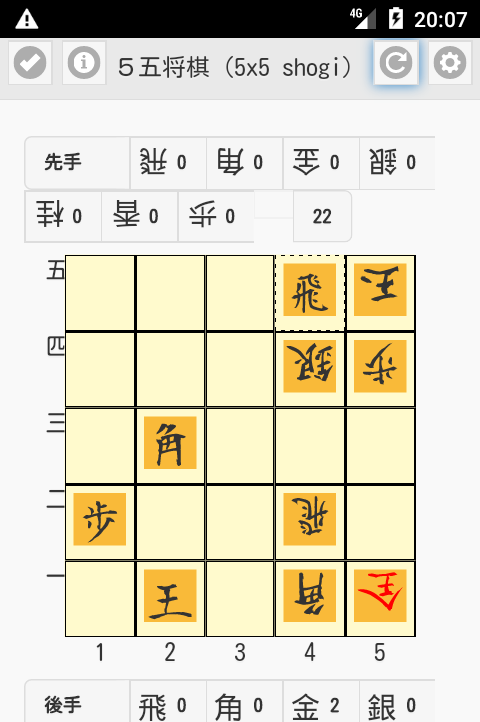 4G 20:07
5五将棋 (5x5 shogi)
先手 飛 0 角 0 金 0 銀 0
桂 0 香 0 歩 0 22
五 飛 玉
四 銀 歩
三 角
二 歩 飛
一 王 角 全
1 2 3 4 5
後手 飛 0 角 0 金 2 銀 0